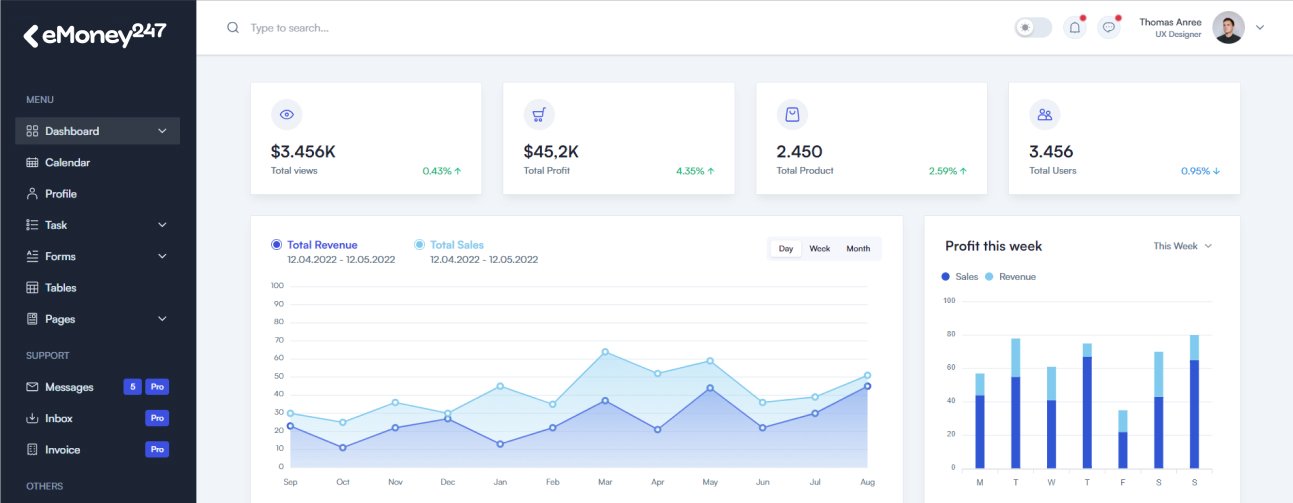 eMoney247
Type to search...
Thomas Anree
UX Designer
MENU
Dashboard
Calendar
Profile
Task
Forms
Tables
Pages
SUPPORT
Messages 5 Pro
Inbox Pro
Invoice Pro
OTHERS
$3.456K
Total views 0.43%
$45,2K
Total Profit 4.35%
2.450
Total Product 2.59%
3.456
Total Users 0.95%
Total Revenue
12.04.2022 - 12.05.2022
Total Sales
12.04.2022 - 12.05.2022
Day Week Month
100
90
80
70
60
50
40
30
20
10
0
Sep Oct Nov Dec Jan Feb Mar Apr May Jun Jul Aug
Profit this week This Week
Sales Revenue
100
80
60
40
20
0
M T W T F S S